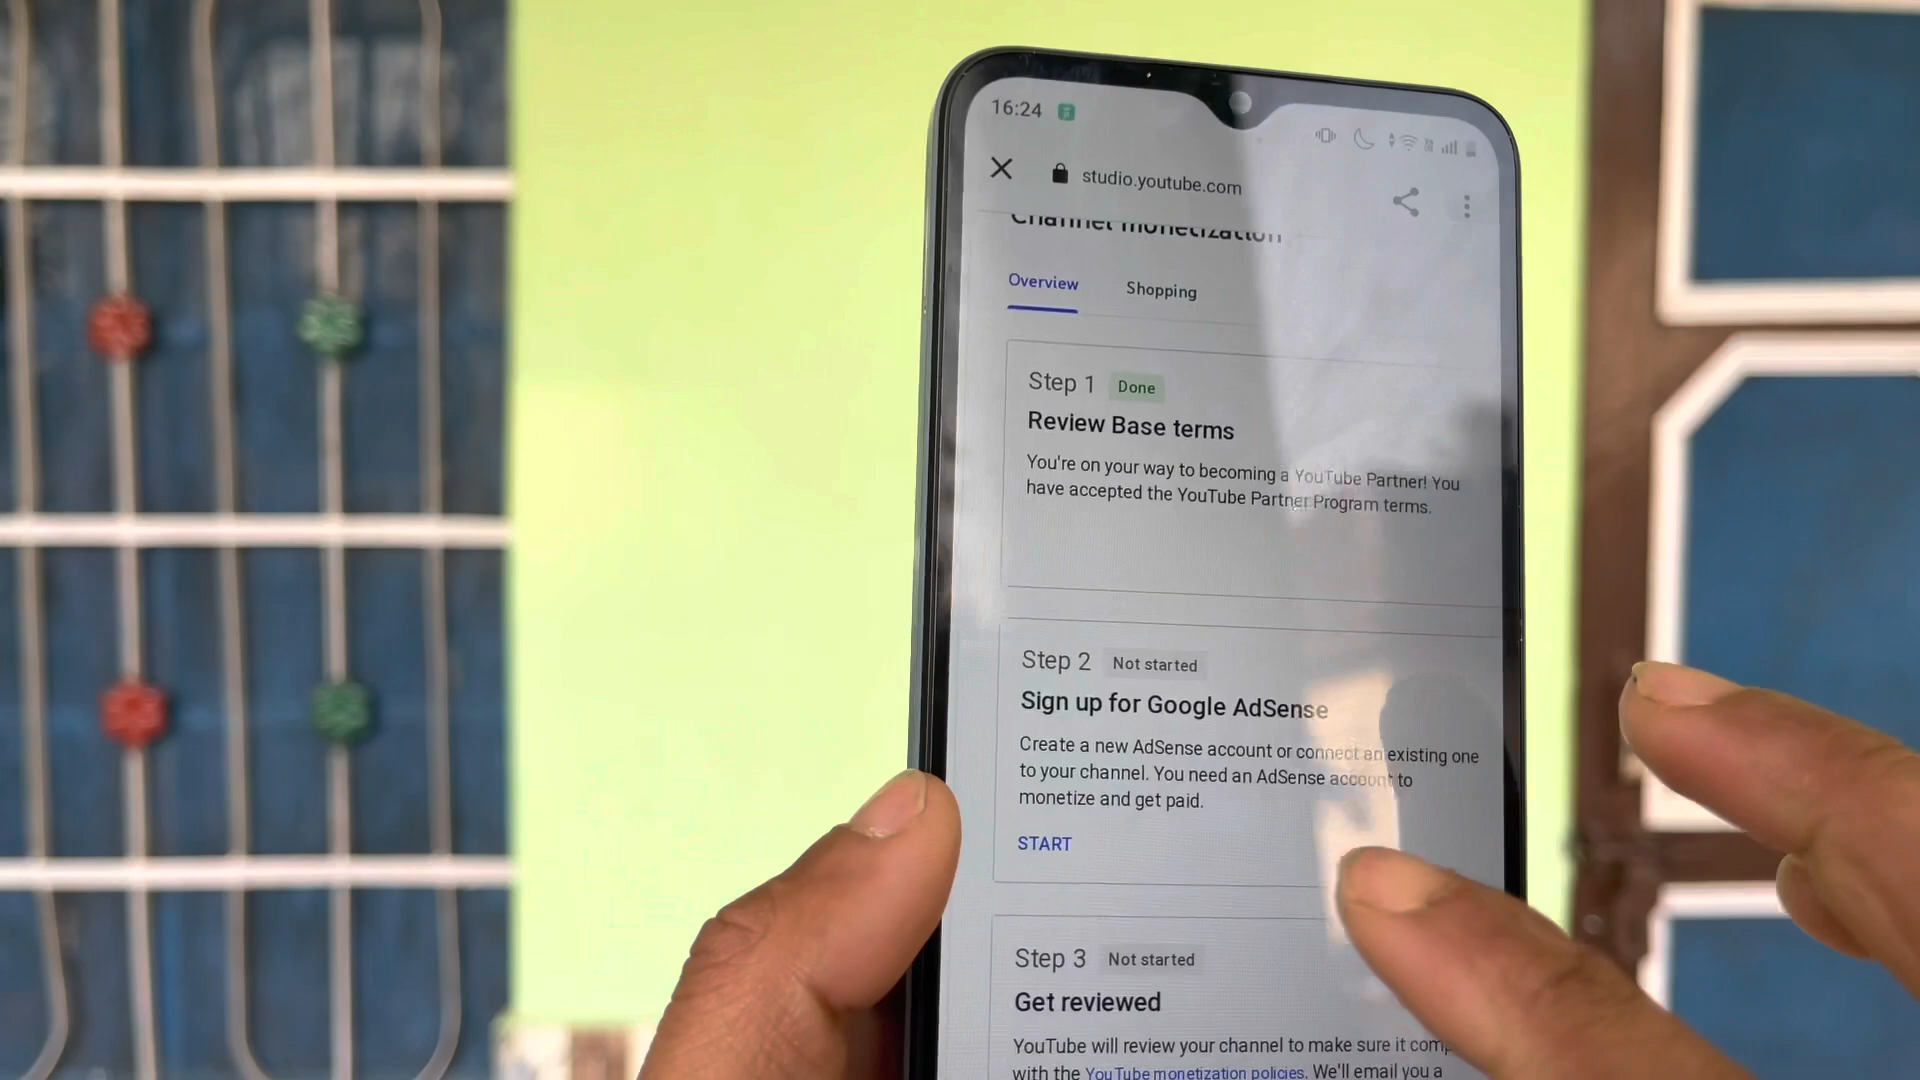 16:24
studio.youtube.com
Channel monetization
Overview Shopping
Step 1 Done
Review Base terms
You're on your way to becoming a YouTube Partner! You
have accepted the YouTube Partner Program terms.
Step 2 Not started
Sign up for Google AdSense
Create a new AdSense account or connect an existing one
to your channel. You need an AdSense account to
monetize and get paid.
START
Step 3 Not started
Get reviewed
YouTube will review your channel to make sure it
with the YouTube monetization policies. We'll email you a